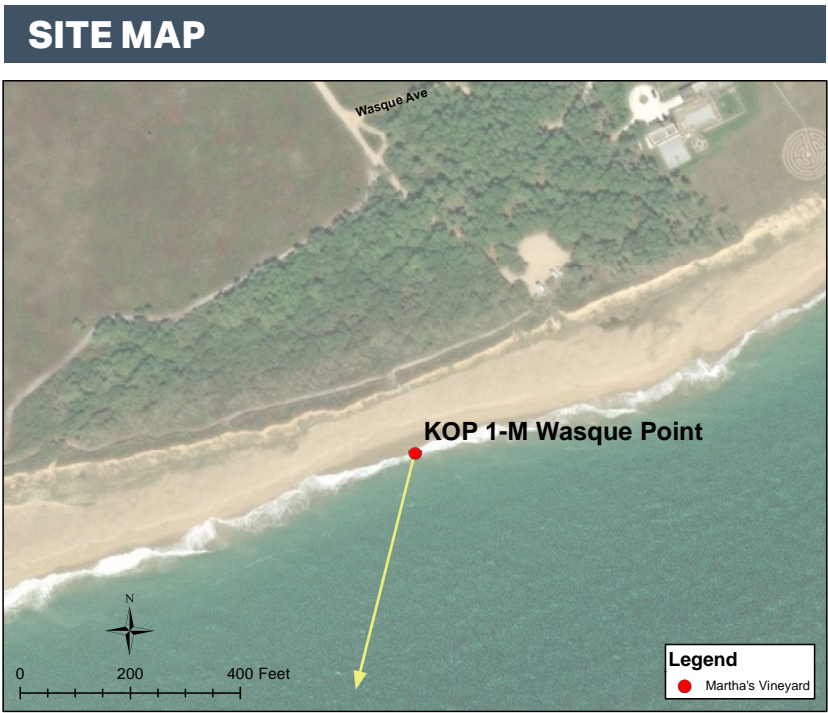 SITE MAP
Wasque Ave
KOP 1-M Wasque Point
N
0 200 400 Feet
Legend
Martha's Vineyard